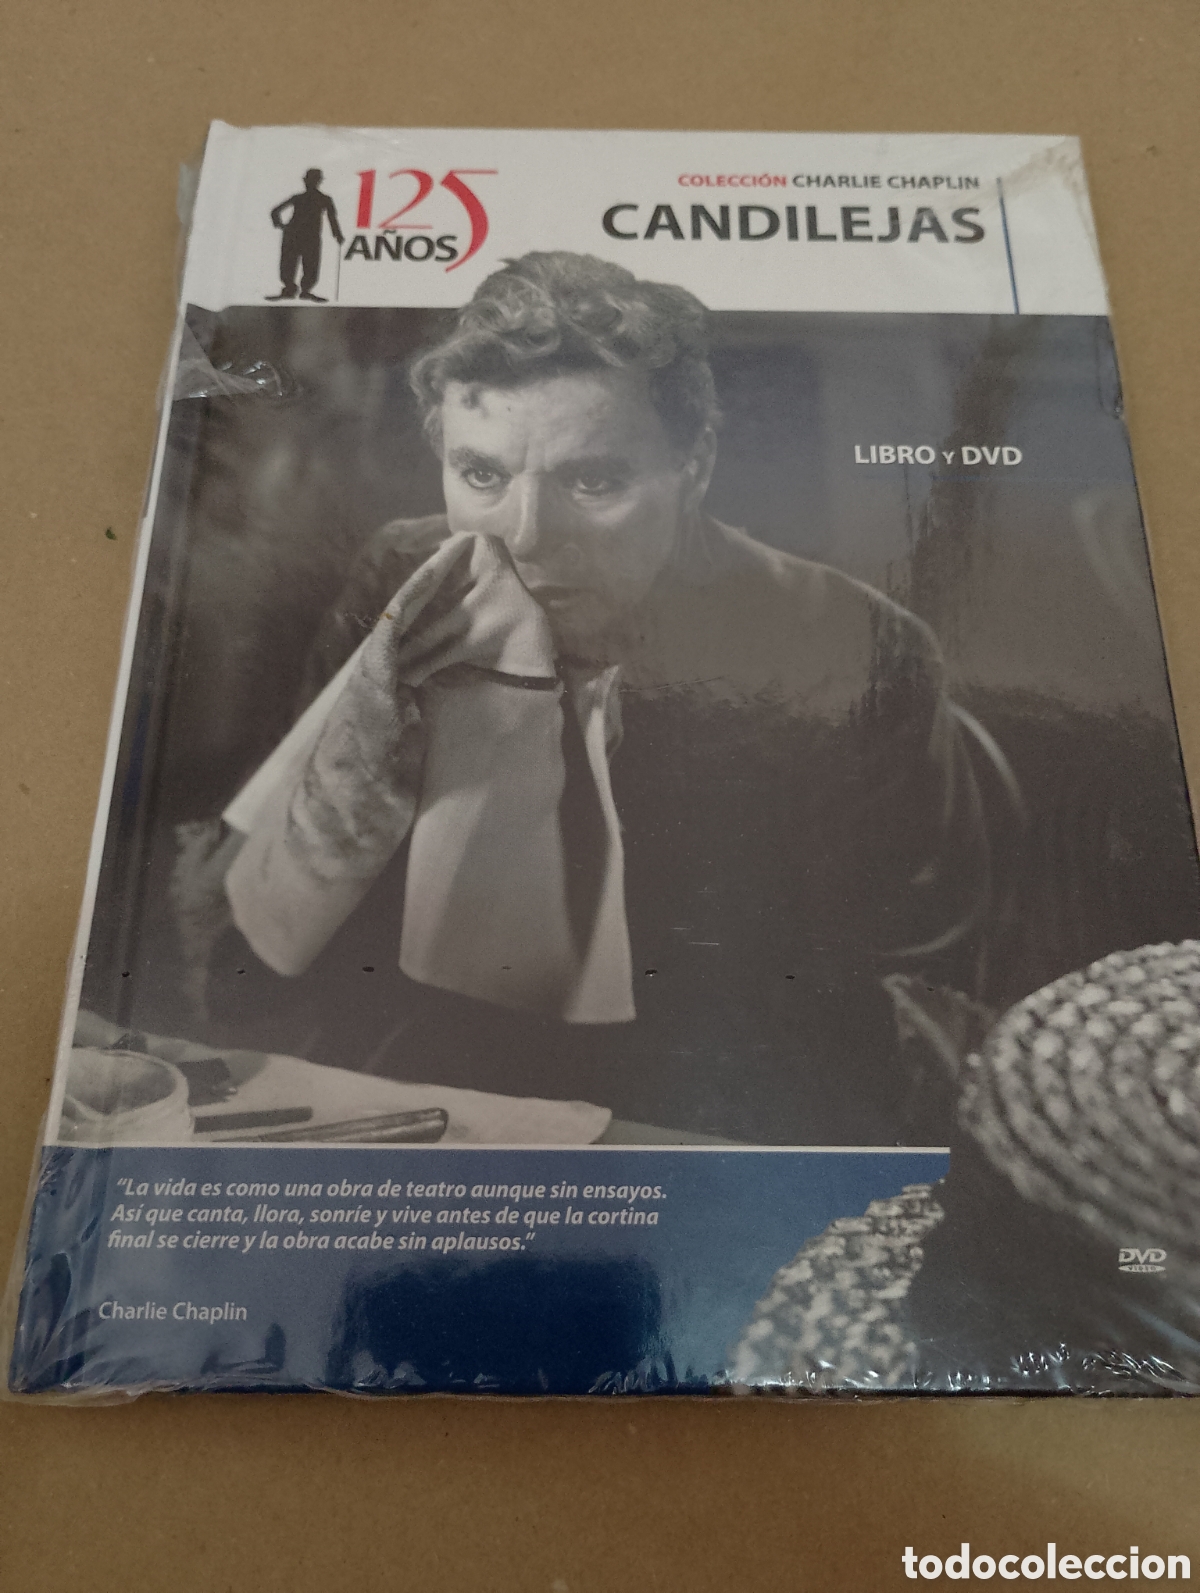 125
AÑOS
COLECCIÓN CHARLIE CHAPLIN
CANDILEJAS
LIBRO Y DVD
"La vida es como una obra de teatro aunque sin ensayos.
Así que canta, llora, sonríe y vive antes de que la cortina
final se cierre y la obra acabe sin aplausos."
Charlie Chaplin
DVD
VIDEO
todocoleccion